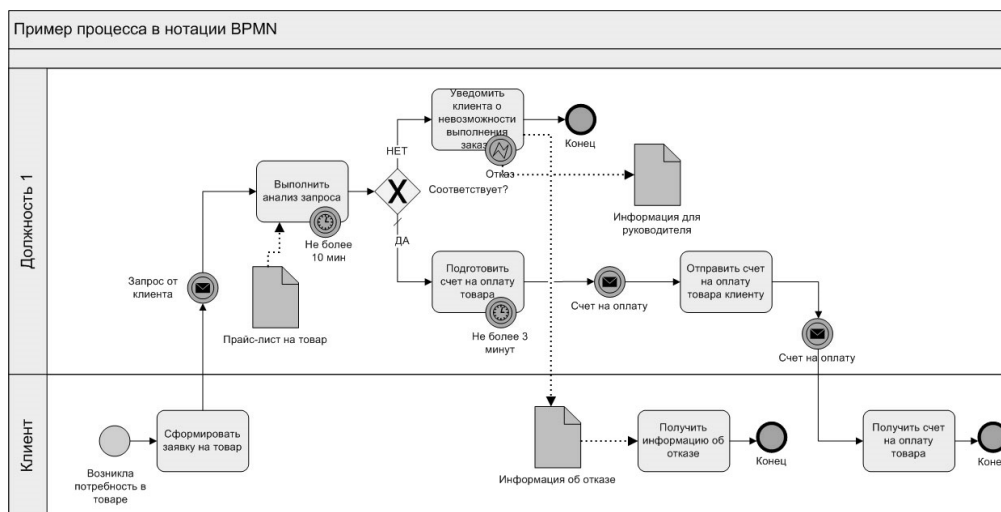 Пример процесса в нотации BPMN
Должность 1
Уведомить
клиента о
невозможности
выполнения
заказ
Отказ
Конец
НЕТ
Выполнить
анализ запроса
Не более
10 мин
Соответствует?
ДА
Информация для
руководителя
Запрос от
клиента
Прайс-лист на товар
Подготовить
счет на оплату
товара
Не более 3
минут
Счет на оплату
Отправить счет
на оплату
товара клиенту
Счет на оплату
Клиент
Возникла
потребность в
товаре
Сформировать
заявку на товар
Информация об отказе
Получить
информацию об
отказе
Конец
Получить счет
на оплату
товара
Коне